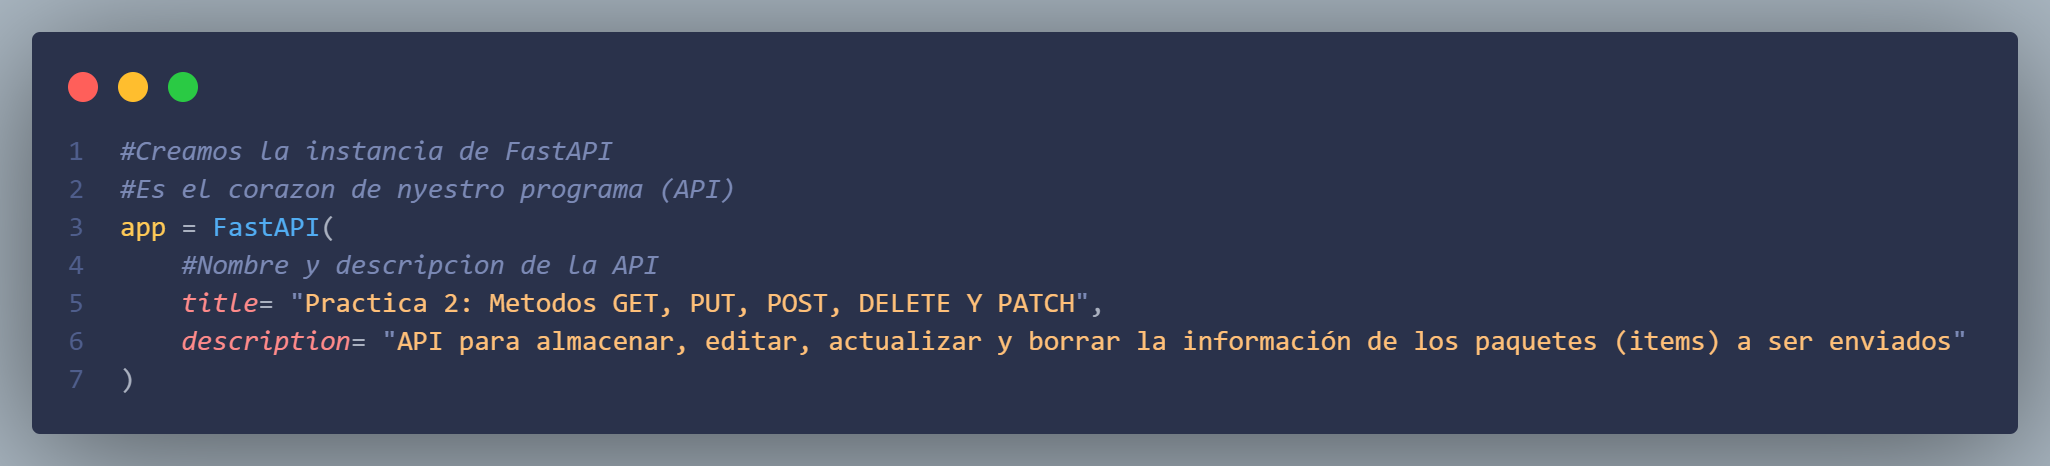 1 #Creamos la instancia de FastAPI
2 #Es el corazon de nyestro programa (API)
3 app = FastAPI(
4     #Nombre y descripcion de la API
5     title= "Practica 2: Metodos GET, PUT, POST, DELETE Y PATCH",
6     description= "API para almacenar, editar, actualizar y borrar la información de los paquetes (items) a ser enviados"
7 )